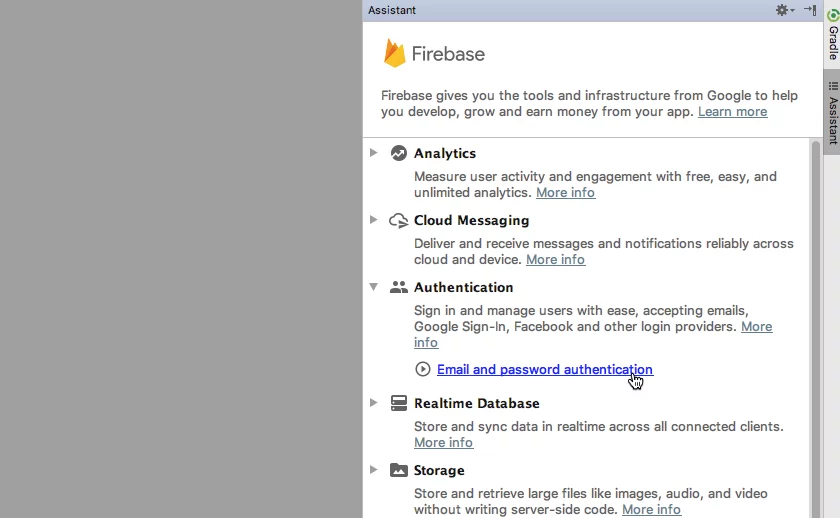 Assistant
Firebase
Firebase gives you the tools and infrastructure from Google to help
you develop, grow and earn money from your app. Learn more
Analytics
Measure user activity and engagement with free, easy, and
unlimited analytics. More info
Cloud Messaging
Deliver and receive messages and notifications reliably across
cloud and device. More info
Authentication
Sign in and manage users with ease, accepting emails,
Google Sign-In, Facebook and other login providers. More
info
Email and password authentication
Realtime Database
Store and sync data in realtime across all connected clients.
More info
Storage
Store and retrieve large files like images, audio, and video
without writing server-side code. More info
Gradle
Assistant